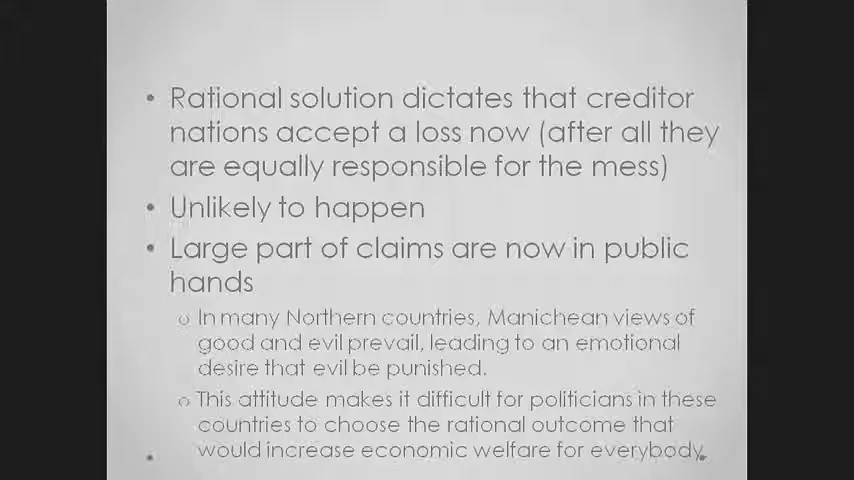 • Rational solution dictates that creditor
nations accept a loss now (after all they
are equally responsible for the mess)
• Unlikely to happen
• Large part of claims are now in public
hands
o In many Northern countries, Manichean views of
good and evil prevail, leading to an emotional
desire that evil be punished.
o This attitude makes it difficult for politicians in these
countries to choose the rational outcome that
would increase economic welfare for everybody.